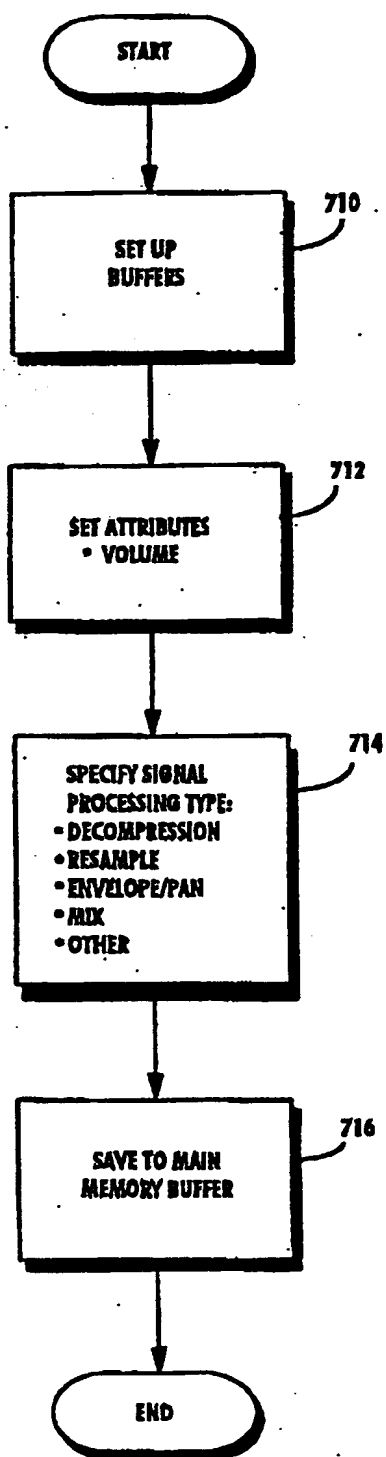 START
710
SET UP
BUFFERS
712
SET ATTRIBUTES
• VOLUME
714
SPECIFY SIGNAL
PROCESSING TYPE:
• DECOMPRESSION
• RESAMPLE
• ENVELOPE/PAN
• MIX
• OTHER
716
SAVE TO MAIN
MEMORY BUFFER
END